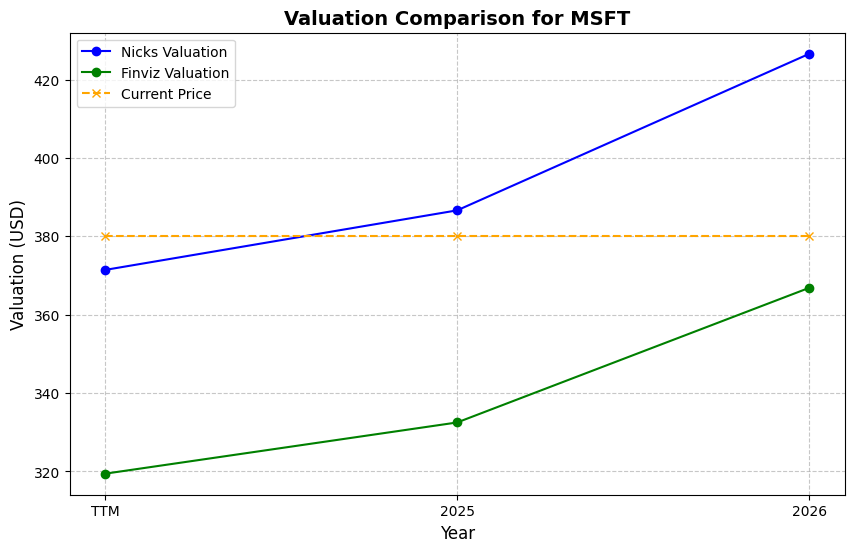 Valuation Comparison for MSFT
Nicks Valuation
Finviz Valuation
Current Price
Valuation (USD)
420
400
380
360
340
320
TTM 2025 2026
Year